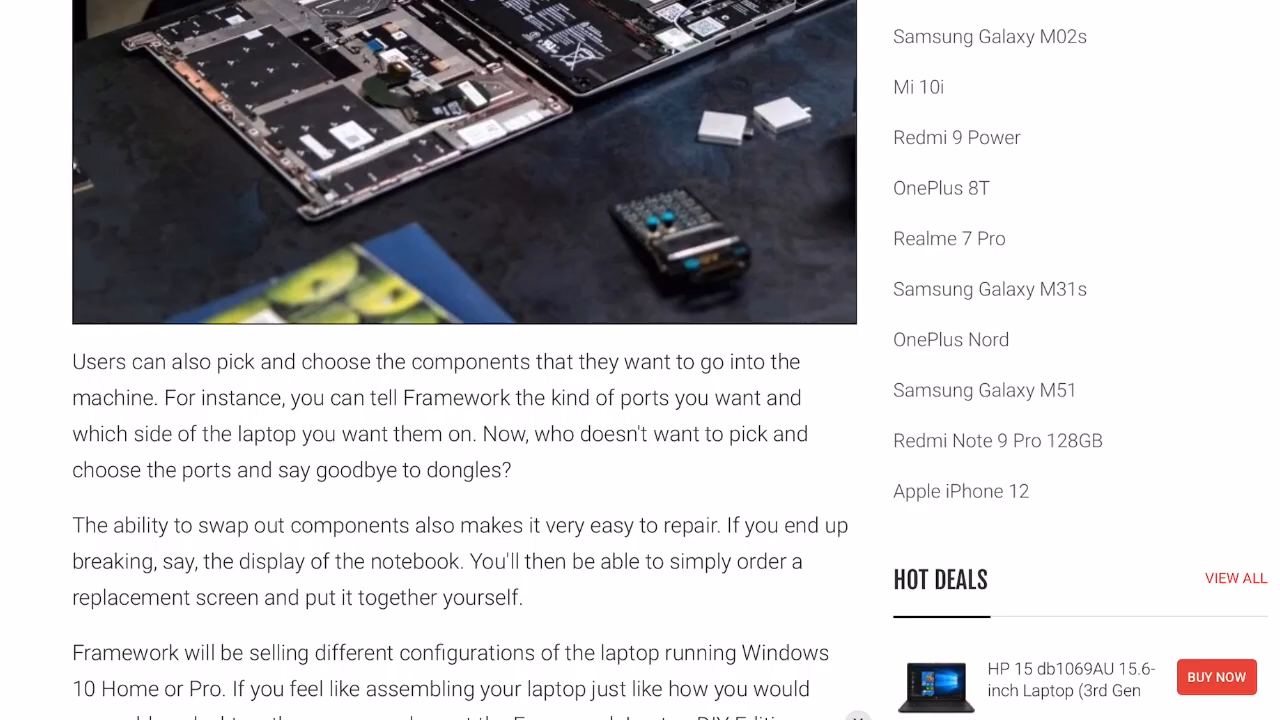 Samsung Galaxy M02s
Mi 10i
Redmi 9 Power
OnePlus 8T
Realme 7 Pro
Samsung Galaxy M31s
OnePlus Nord
Samsung Galaxy M51
Redmi Note 9 Pro 128GB
Apple iPhone 12
Users can also pick and choose the components that they want to go into the
machine. For instance, you can tell Framework the kind of ports you want and
which side of the laptop you want them on. Now, who doesn't want to pick and
choose the ports and say goodbye to dongles?
The ability to swap out components also makes it very easy to repair. If you end up
breaking, say, the display of the notebook. You'll then be able to simply order a
replacement screen and put it together yourself.
Framework will be selling different configurations of the laptop running Windows
10 Home or Pro. If you feel like assembling your laptop just like how you would
HOT DEALS
VIEW ALL
HP 15 db1069AU 15.6-
inch Laptop (3rd Gen
BUY NOW